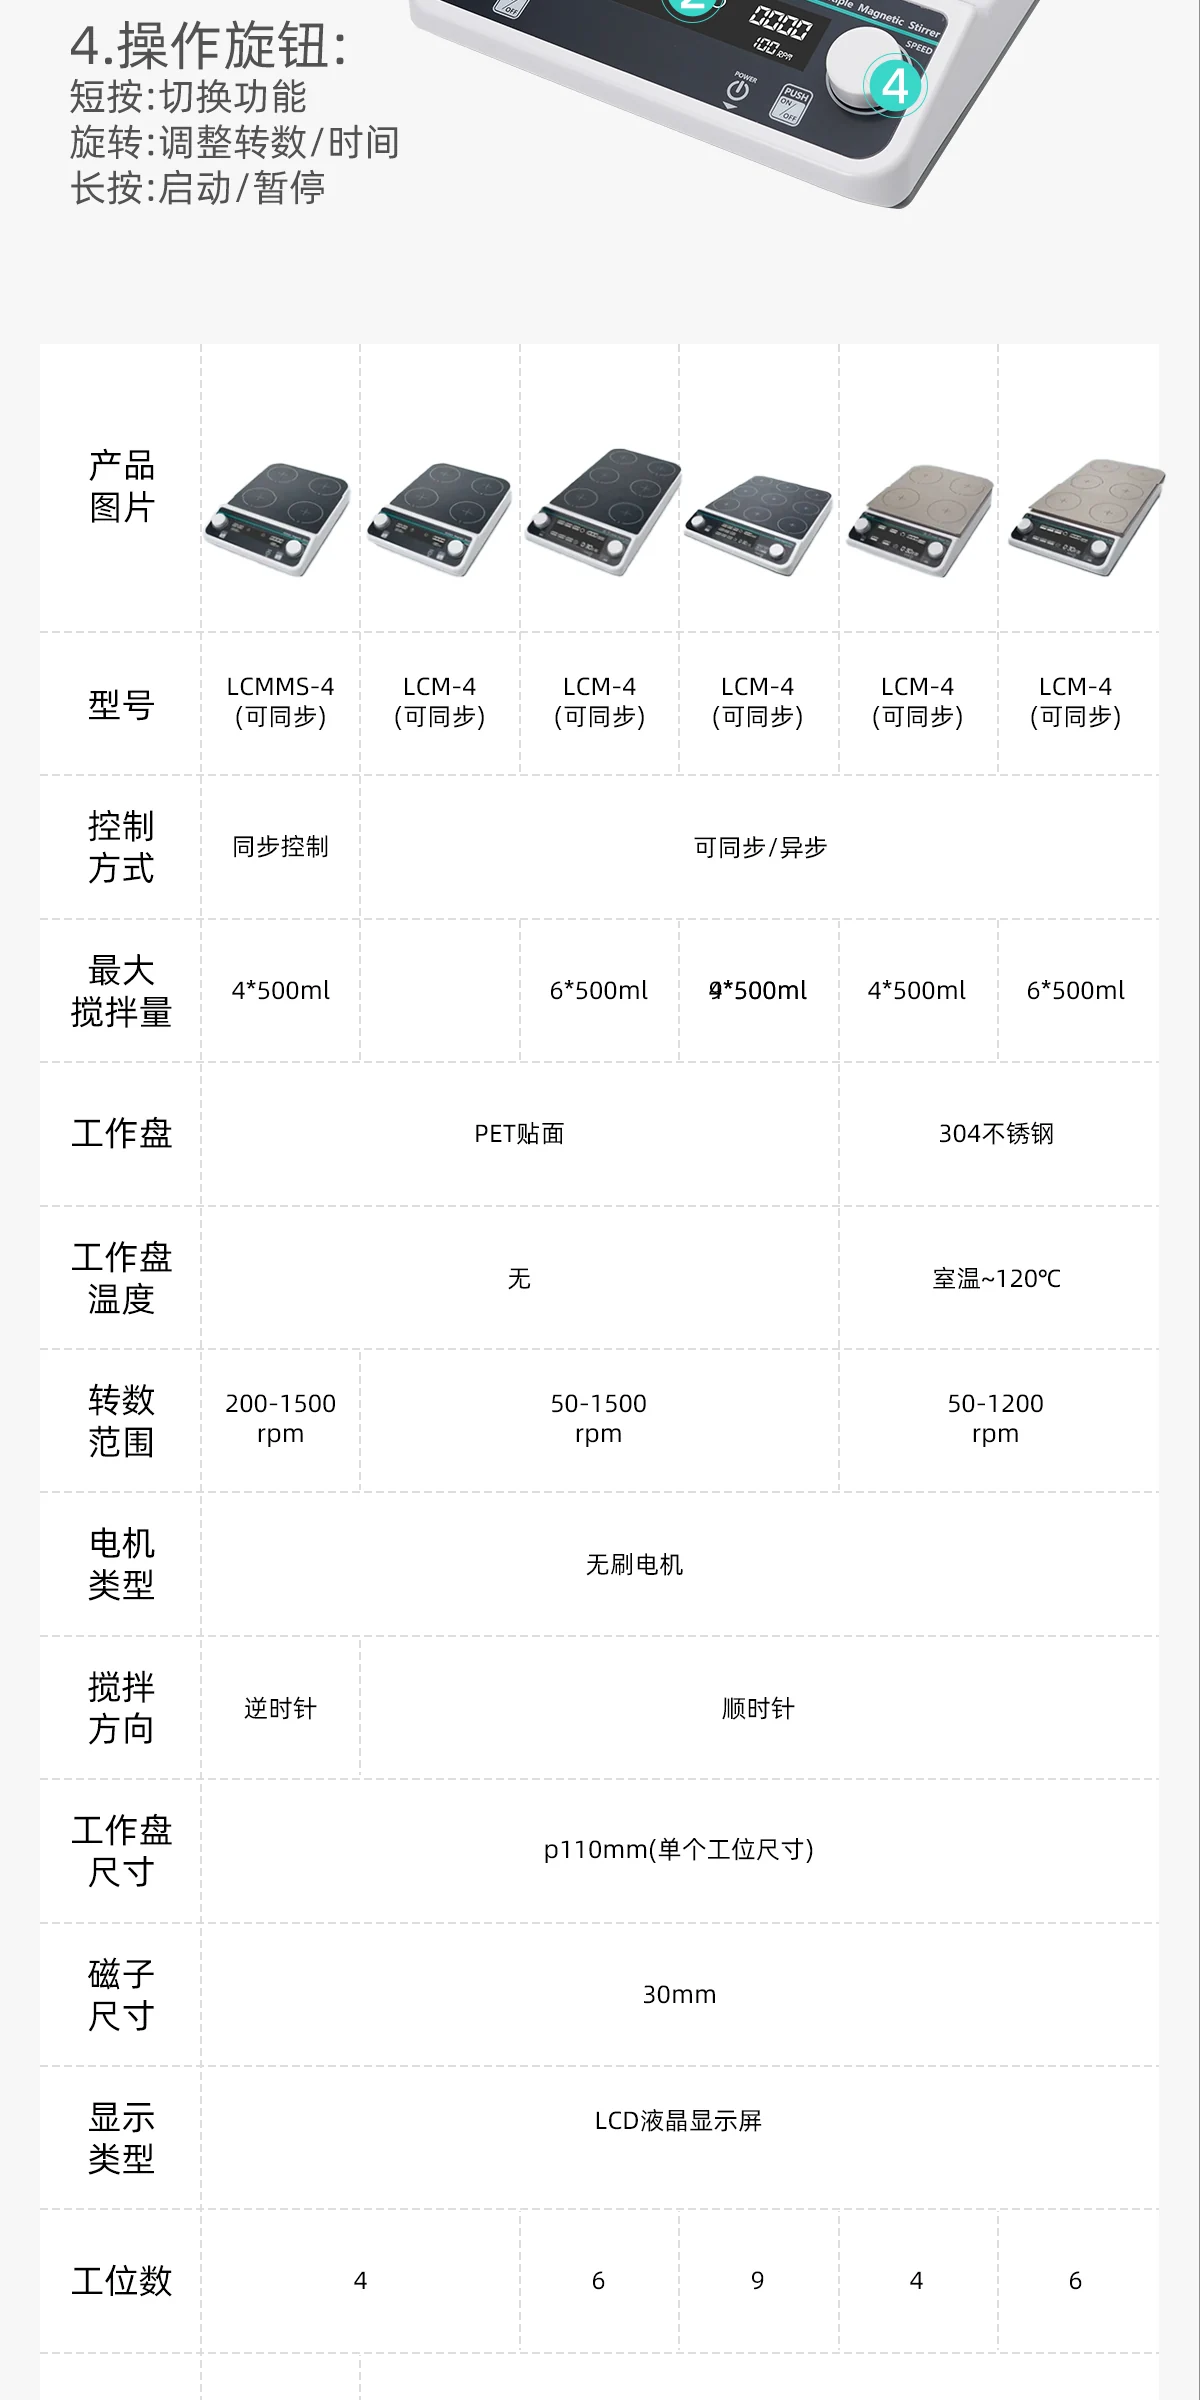 4.操作旋钮:
短按:切换功能
旋转:调整转数/时间
长按:启动/暂停
Magnetic Stirrer
SPEED
0000
100 RPM
POWER
PUSH
ON/
/OFF
/OFF
2
4
产品
图片
型号
LCMMS-4
(可同步)
LCM-4
(可同步)
LCM-4
(可同步)
LCM-4
(可同步)
LCM-4
(可同步)
LCM-4
(可同步)
控制
方式
同步控制
可同步/异步
最大
搅拌量
4*500ml
6*500ml
*500ml
4*500ml
6*500ml
工作盘
PET贴面
304不锈钢
工作盘
温度
无
室温~120℃
转数
范围
200-1500
rpm
50-1500
rpm
50-1200
rpm
电机
类型
无刷电机
搅拌
方向
逆时针
顺时针
工作盘
尺寸
p110mm(单个工位尺寸)
磁子
尺寸
30mm
显示
类型
LCD液晶显示屏
工位数
4
6
9
4
6